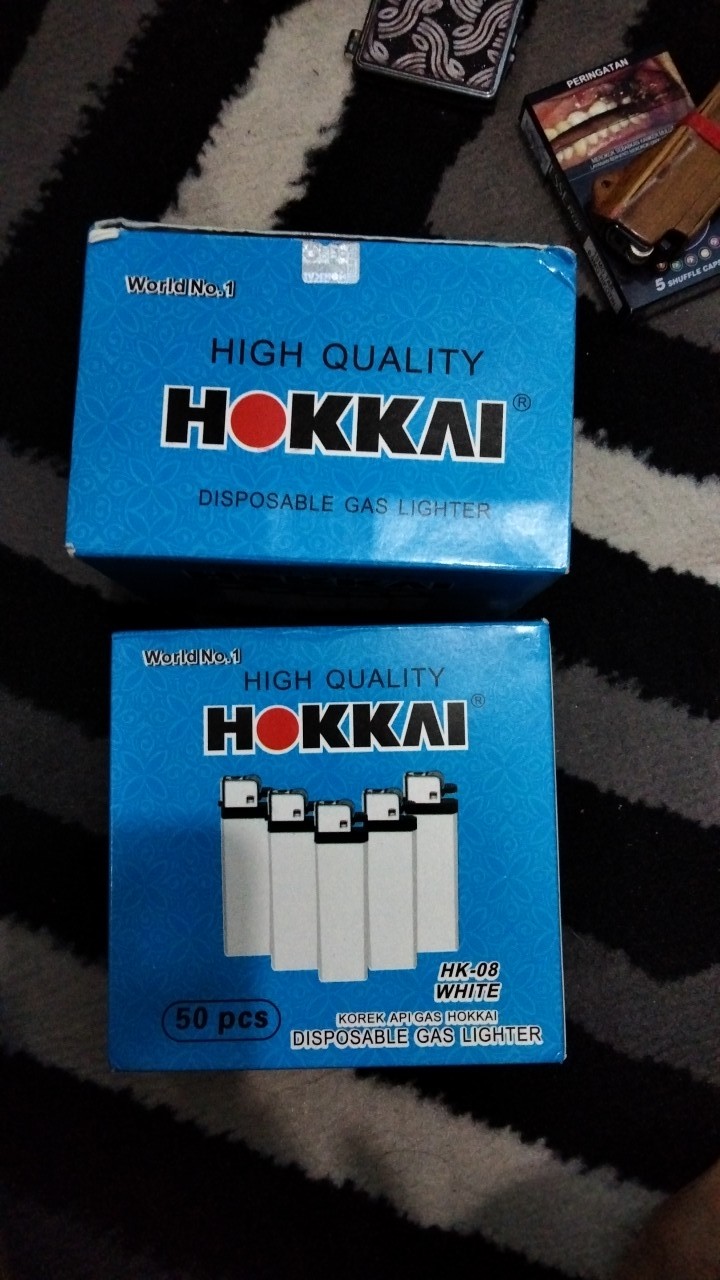 PERINGATAN
5 SHUFFLE CAPS
World No.1
HIGH QUALITY
HOKKAI®
DISPOSABLE GAS LIGHTER
World No.1
HIGH QUALITY
HOKKAI®
HK-08
WHITE
50 pcs
KOREK API GAS HOKKAI
DISPOSABLE GAS LIGHTER